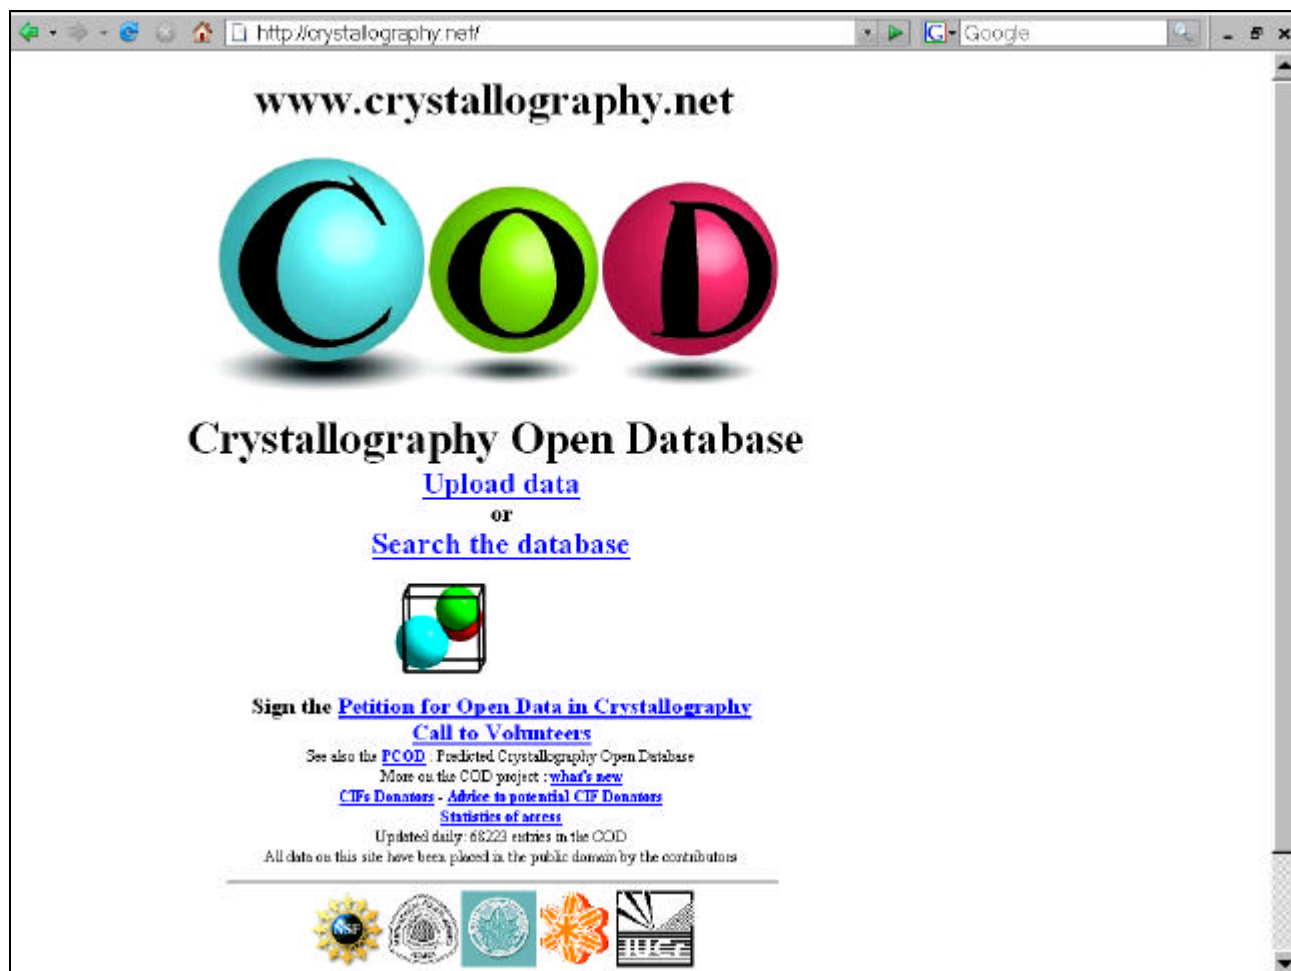 http://crystallography.net/
G
Google
www.crystallography.net
COD
Crystallography Open Database
Upload data
or
Search the database
Sign the Petition for Open Data in Crystallography
Call to Volunteers
See also the PCOD : Predicted Crystallography Open Database
More on the COD project : what's new
CIFs Donators - Advice to potential CIF Donators
Statistics of access
Updated daily: 68223 entries in the COD
All data on this site have been placed in the public domain by the contributors
NSF
IUCr